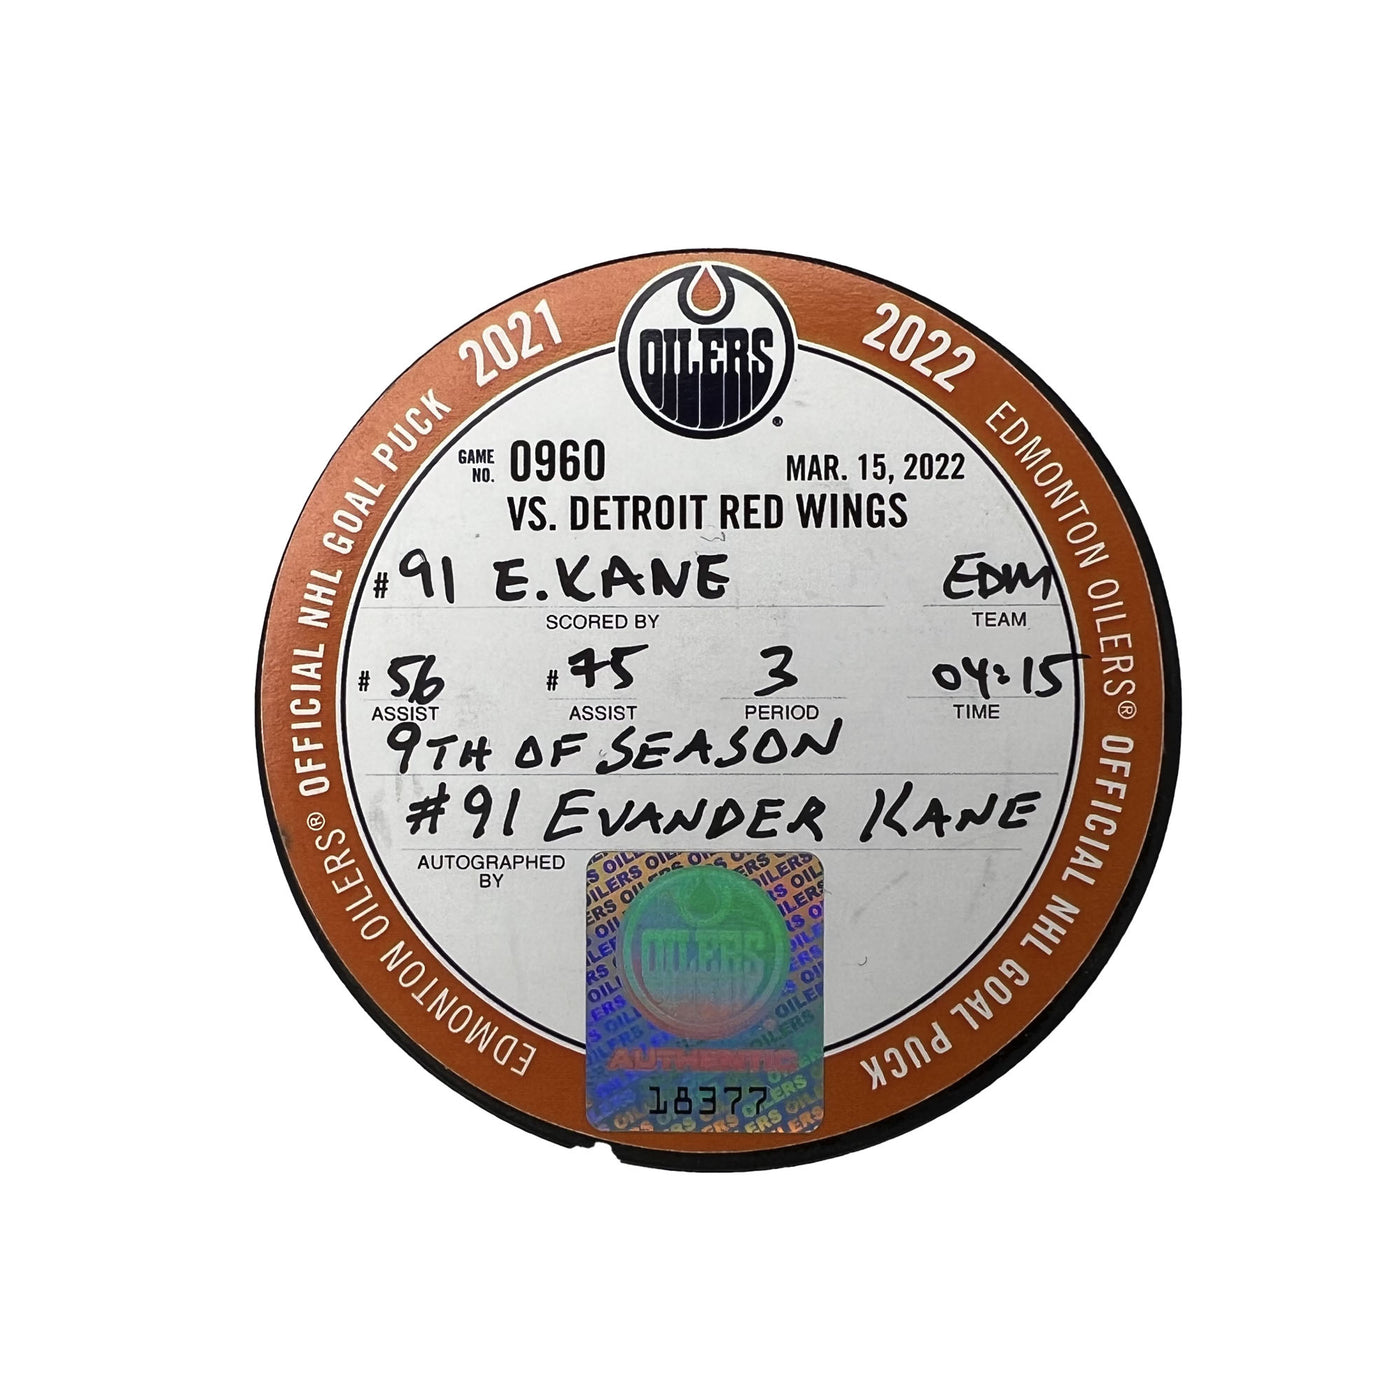 2021 2022
OILERS
OFFICIAL NHL GOAL PUCK
EDMONTON OILERS®
EDMONTON OILERS®
OFFICIAL NHL GOAL PUCK
GAME NO. 0960 MAR. 15, 2022
VS. DETROIT RED WINGS
# 91 E. KANE EDM
SCORED BY TEAM
# 56 # 75 3 04:15
ASSIST ASSIST PERIOD TIME
9TH OF SEASON
#91 EVANDER KANE
AUTOGRAPHED
BY
OILERS
AUTHENTIC
18377